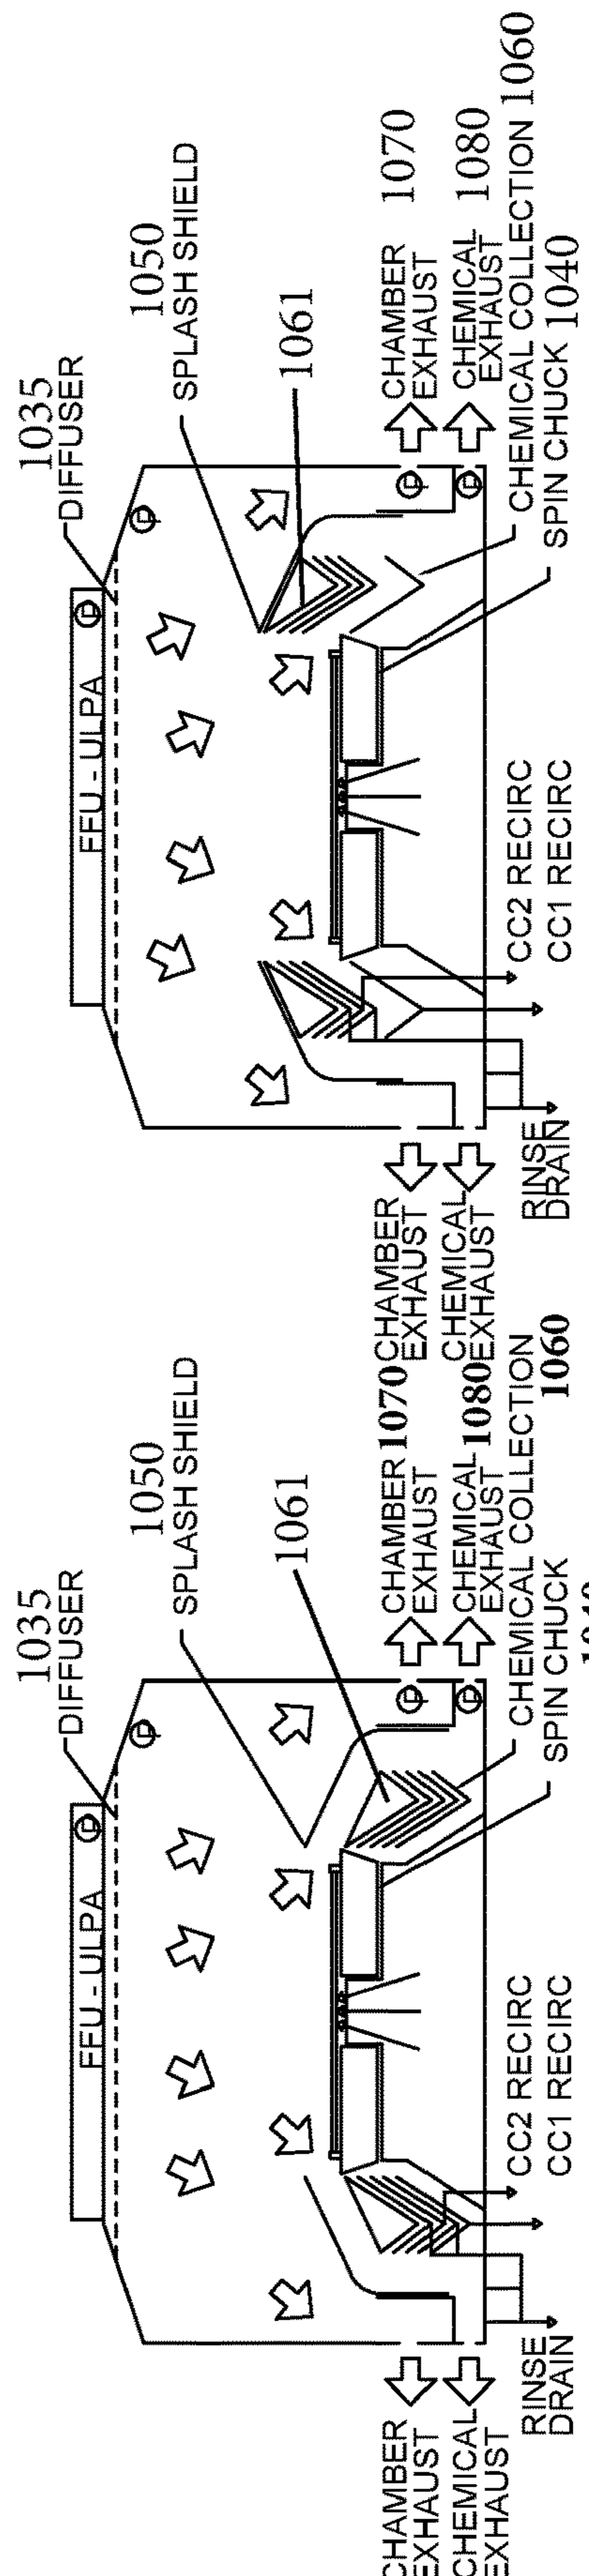 1035
DIFFUSER
FFU - ULPA
1050
SPLASH SHIELD
1061
CHAMBER
EXHAUST
CHAMBER 1070
EXHAUST
CHEMICAL
EXHAUST
CHEMICAL 1080
EXHAUST
CHEMICAL COLLECTION
1060
SPIN CHUCK
CC2 RECIRC
CC1 RECIRC
RINSE
DRAIN
1035
DIFFUSER
FFU - ULPA
1050
SPLASH SHIELD
1061
CHAMBER
EXHAUST
CHAMBER 1070
EXHAUST
CHEMICAL
EXHAUST
CHEMICAL 1080
EXHAUST
CHEMICAL COLLECTION 1060
SPIN CHUCK 1040
CC2 RECIRC
CC1 RECIRC
RINSE
DRAIN